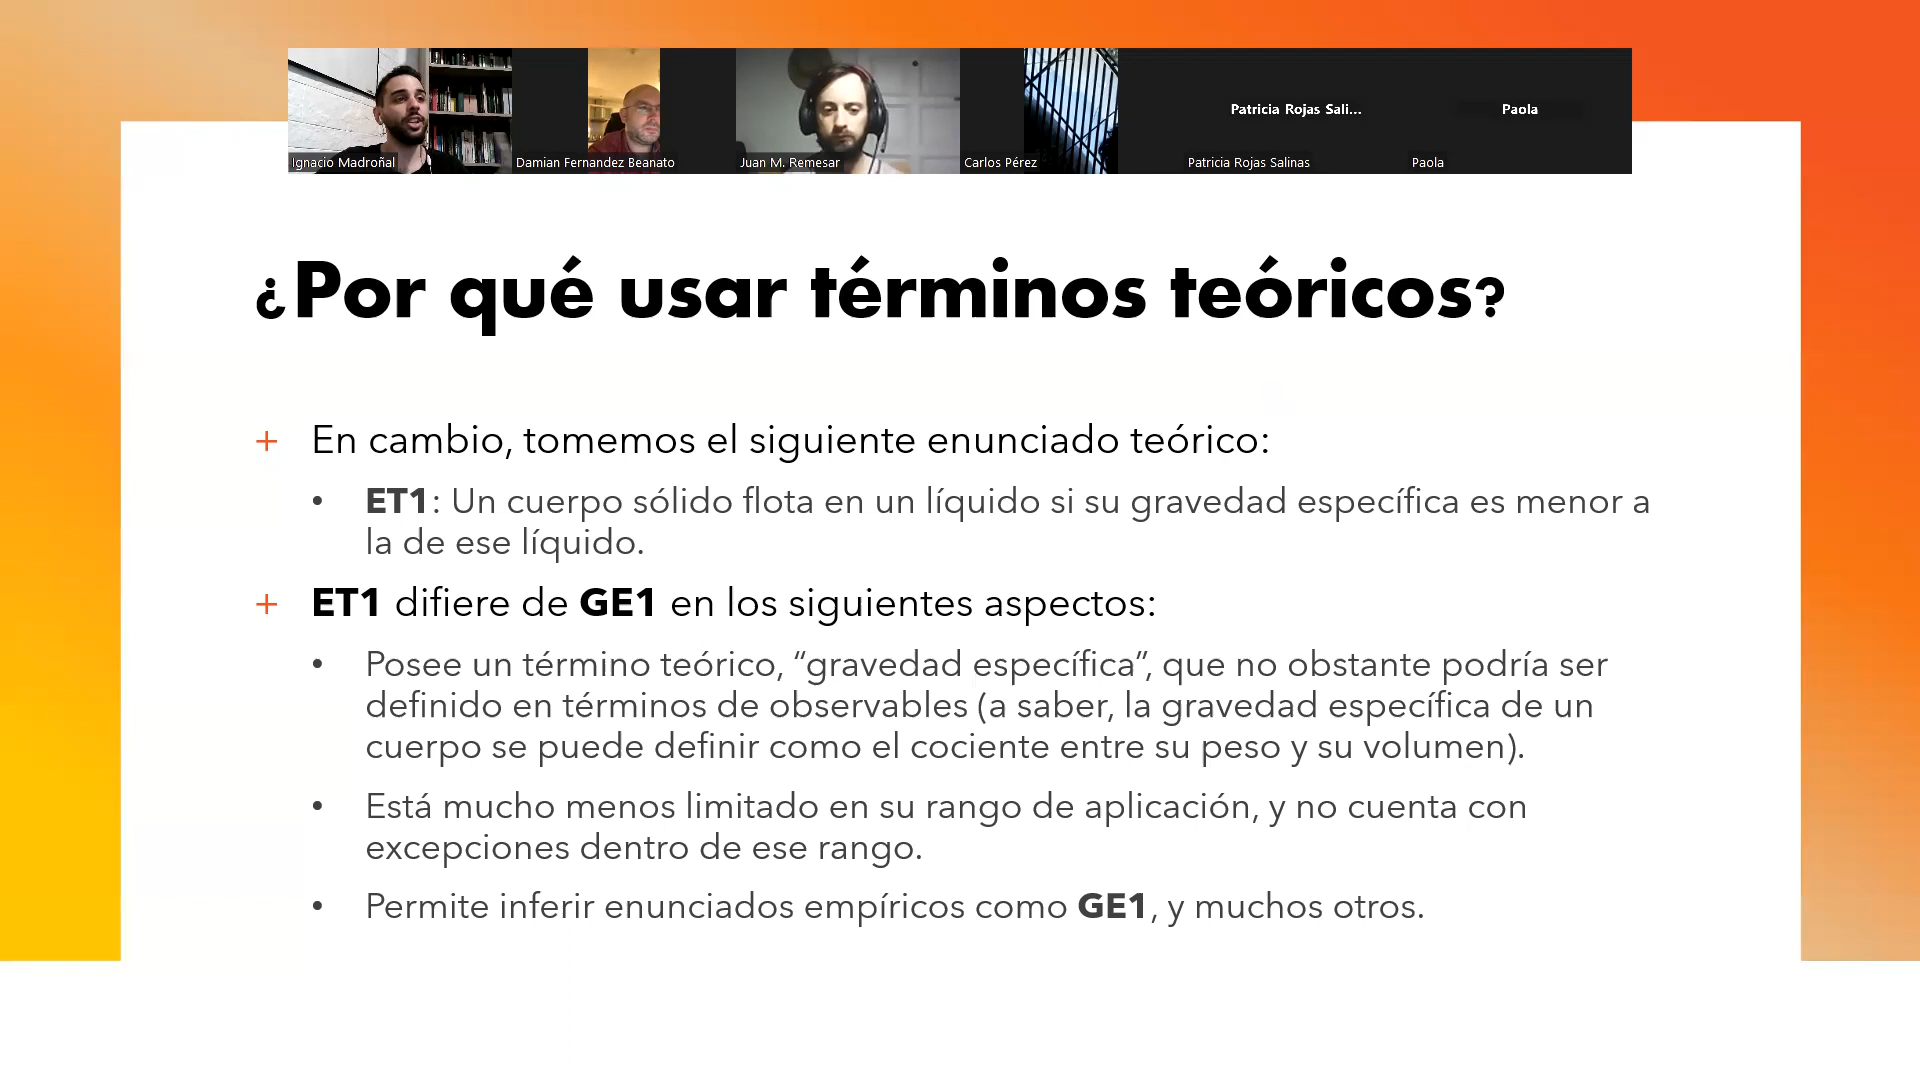 Patricia Rojas Sali...
Paola
Ignacio Madroñal
Damian Fernandez Beanato
Juan M. Remesar
Carlos Pérez
Patricia Rojas Salinas
Paola
¿Por qué usar términos teóricos?
+ En cambio, tomemos el siguiente enunciado teórico:
• ET1: Un cuerpo sólido flota en un líquido si su gravedad específica es menor a
la de ese líquido.
+ ET1 difiere de GE1 en los siguientes aspectos:
• Posee un término teórico, “gravedad específica”, que no obstante podría ser
definido en términos de observables (a saber, la gravedad específica de un
cuerpo se puede definir como el cociente entre su peso y su volumen).
• Está mucho menos limitado en su rango de aplicación, y no cuenta con
excepciones dentro de ese rango.
• Permite inferir enunciados empíricos como GE1, y muchos otros.